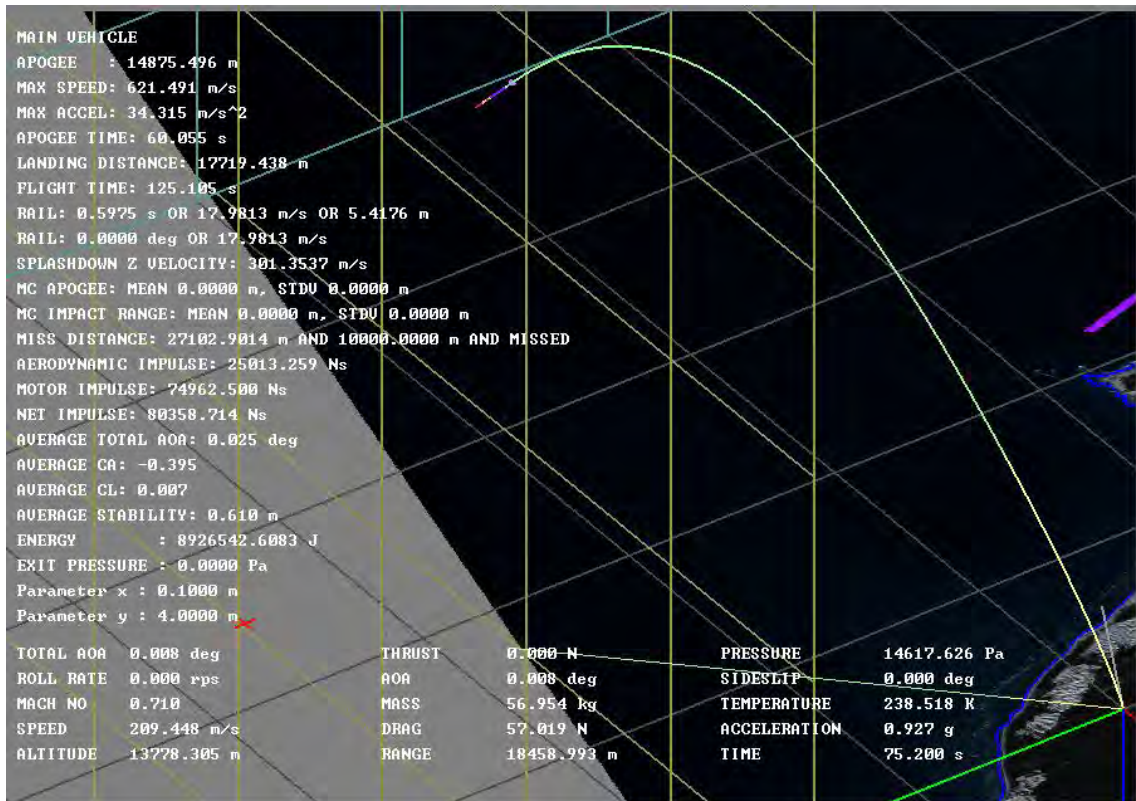 MAIN VEHICLE
APOGEE   : 14875.496 m
MAX SPEED: 621.491 m/s
MAX ACCEL: 34.315 m/s^2
APOGEE TIME: 60.055 s
LANDING DISTANCE: 17719.438 m
FLIGHT TIME: 125.105 s
RAIL: 0.5975 s OR 17.9813 m/s OR 5.4176 m
RAIL: 0.0000 deg OR 17.9813 m/s
SPLASHDOWN Z VELOCITY: 301.3537 m/s
MC APOGEE: MEAN 0.0000 m, STDV 0.0000 m
MC IMPACT RANGE: MEAN 0.0000 m, STDV 0.0000 m
MISS DISTANCE: 27102.9014 m AND 10000.0000 m AND MISSED
AERODYNAMIC IMPULSE: 25013.259 Ns
MOTOR IMPULSE: 74962.500 Ns
NET IMPULSE: 80358.714 Ns
AVERAGE TOTAL AOA: 0.025 deg
AVERAGE CA: -0.395
AVERAGE CL: 0.007
AVERAGE STABILITY: 0.610 m
ENERGY        : 8926542.6083 J
EXIT PRESSURE : 0.0000 Pa
Parameter x : 0.1000 m
Parameter y : 4.0000 m
TOTAL AOA 0.008 deg THRUST 0.000 N PRESSURE 14617.626 Pa
ROLL RATE 0.000 rps AOA 0.008 deg SIDESLIP 0.000 deg
MACH NO 0.710 MASS 56.954 kg TEMPERATURE 238.518 K
SPEED 209.448 m/s DRAG 57.019 N ACCELERATION 0.927 g
ALTITUDE 13778.305 m RANGE 18458.993 m TIME 75.200 s